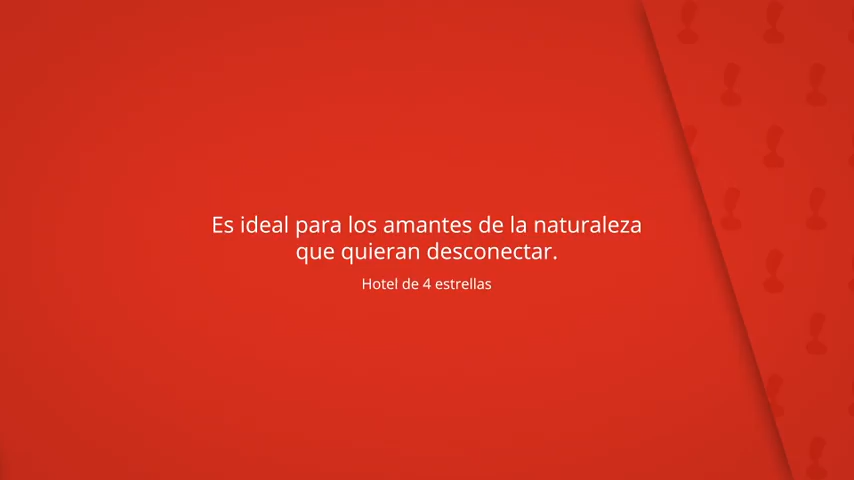 Es ideal para los amantes de la naturaleza
que quieran desconectar.
Hotel de 4 estrellas